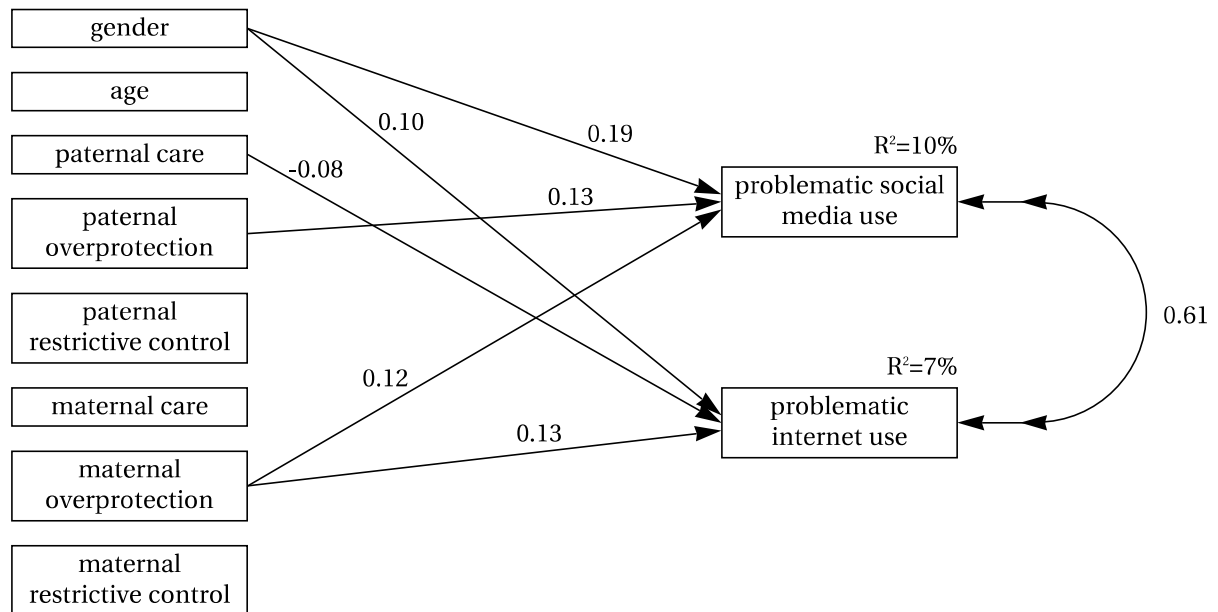 gender
age
paternal care
paternal
overprotection
paternal
restrictive control
maternal care
maternal
overprotection
maternal
restrictive control
0.10
0.19
-0.08
0.13
0.12
0.13
R²=10%
problematic social
media use
R²=7%
problematic
internet use
0.61